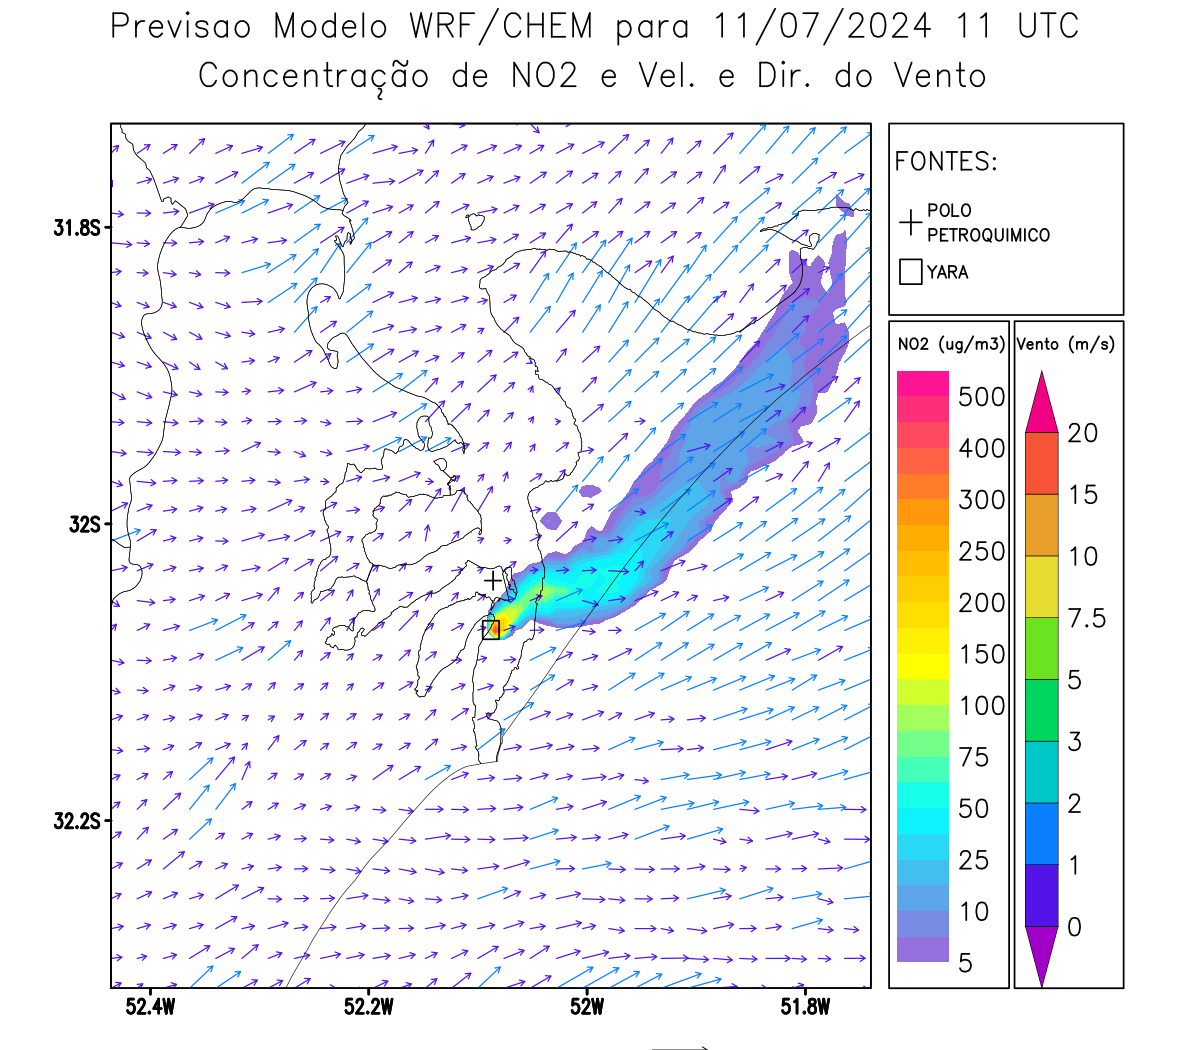 Previsao Modelo WRF/CHEM para 11/07/2024 11 UTC
Concentração de NO2 e Vel. e Dir. do Vento
FONTES:
POLO
PETROQUIMICO
YARA
NO2 (ug/m3)
500
400
300
250
200
150
100
75
50
25
10
5
Vento (m/s)
20
15
10
7.5
5
3
2
1
0
31.8S
32S
32.2S
52.4W
52.2W
52W
51.8W